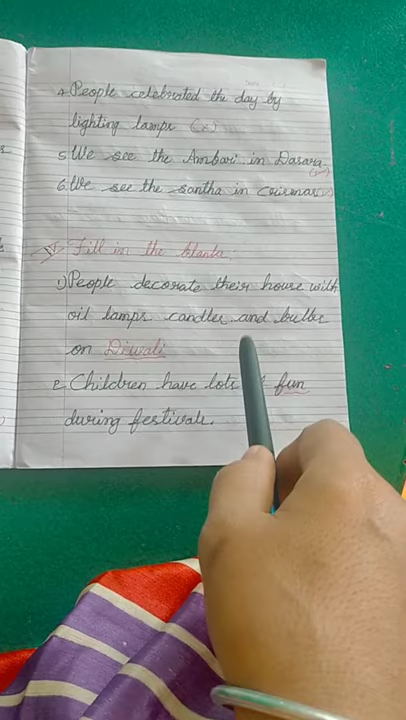 4. People celebrated the day by
lighting lamps (✓)
5. We see the Ambari in Dasara
6. We see the santha in Crismas
IV Fill in the blanks.
1) People decorate their house with
oil lamps candles and bulbs
on Diwali
2. Children have lots fun
during festivals.